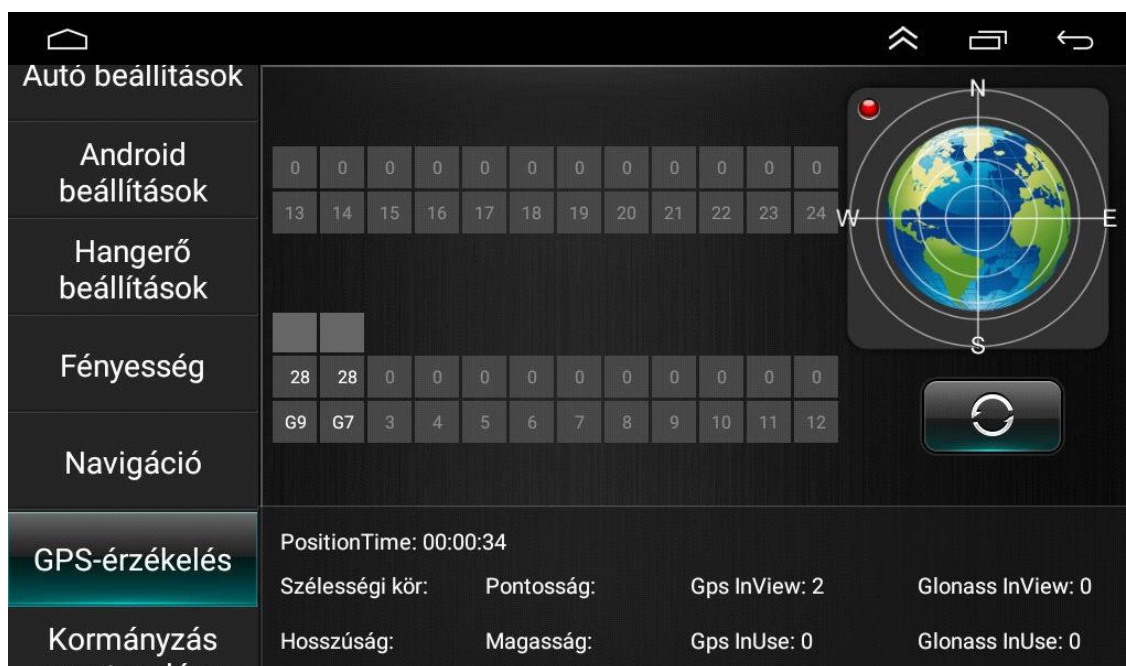 Autó beállítások
Android
beállítások
Hangerő
beállítások
Fényesség
Navigáció
GPS-érzékelés
Kormányzás
0 0 0 0 0 0 0 0 0 0 0 0
13 14 15 16 17 18 19 20 21 22 23 24
28 28 0 0 0 0 0 0 0 0 0 0
G9 G7 3 4 5 6 7 8 9 10 11 12
N
W E
S
PositionTime: 00:00:34
Szélességi kör: Pontosság: Gps InView: 2 Glonass InView: 0
Hosszúság: Magasság: Gps InUse: 0 Glonass InUse: 0